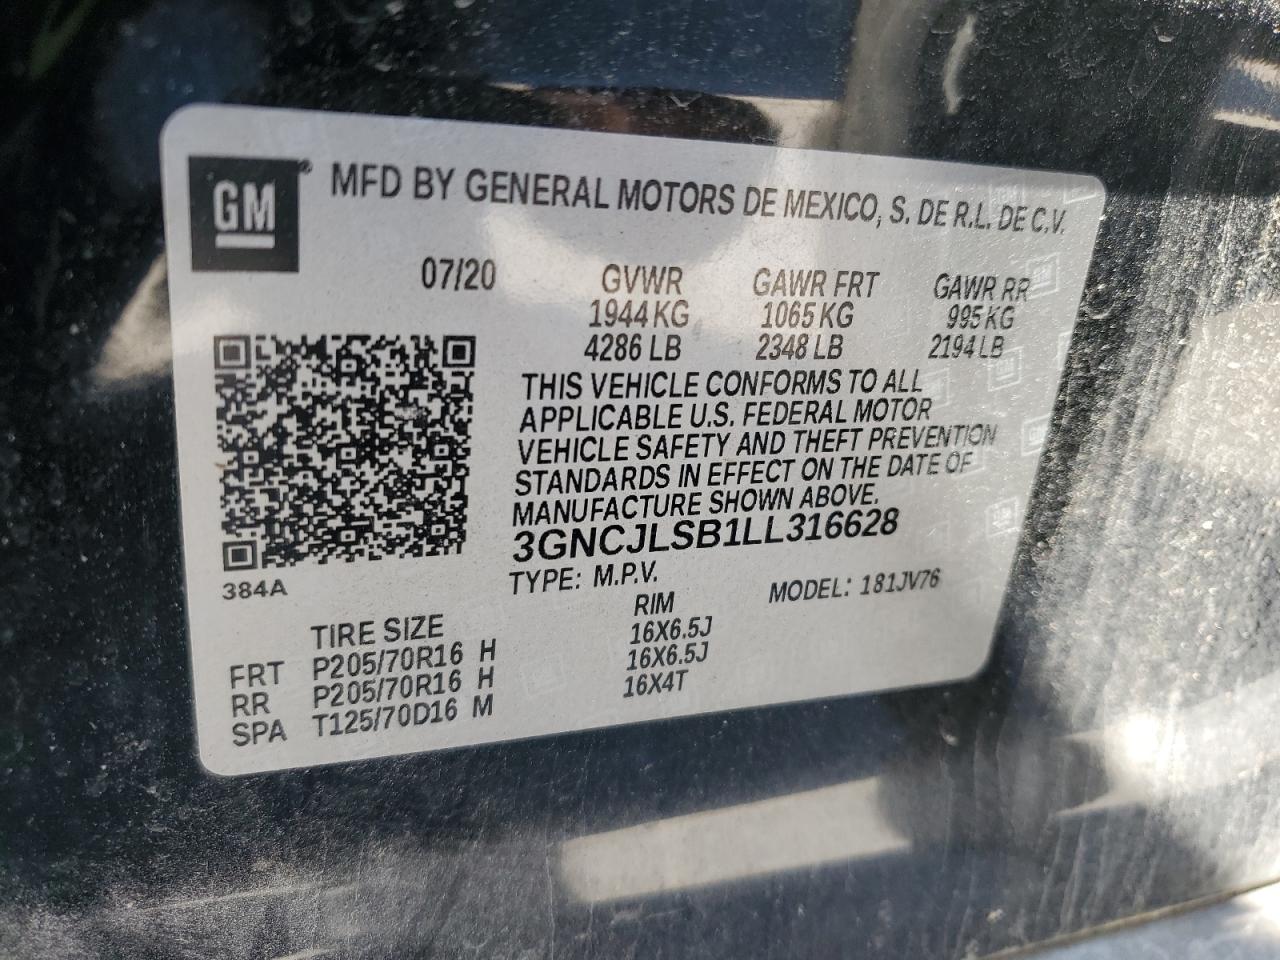 GM® MFD BY GENERAL MOTORS DE MEXICO, S. DE R.L. DE C.V.
07/20 GVWR GAWR FRT GAWR RR
1944 KG 1065 KG 995 KG
4286 LB 2348 LB 2194 LB
THIS VEHICLE CONFORMS TO ALL
APPLICABLE U.S. FEDERAL MOTOR
VEHICLE SAFETY AND THEFT PREVENTION
STANDARDS IN EFFECT ON THE DATE OF
MANUFACTURE SHOWN ABOVE.
3GNCJLSB1LL316628
384A
TYPE: M.P.V. MODEL: 181JV76
TIRE SIZE RIM
FRT P205/70R16 H 16X6.5J
RR P205/70R16 H 16X6.5J
SPA T125/70D16 M 16X4T